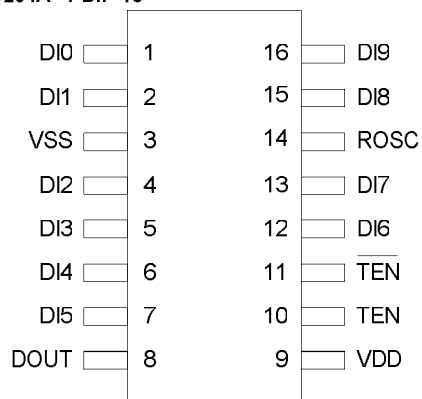 DI0 1 16 DI9
DI1 2 15 DI8
VSS 3 14 ROSC
DI2 4 13 DI7
DI3 5 12 DI6
DI4 6 11 TEN
DI5 7 10 TEN
DOUT 8 9 VDD